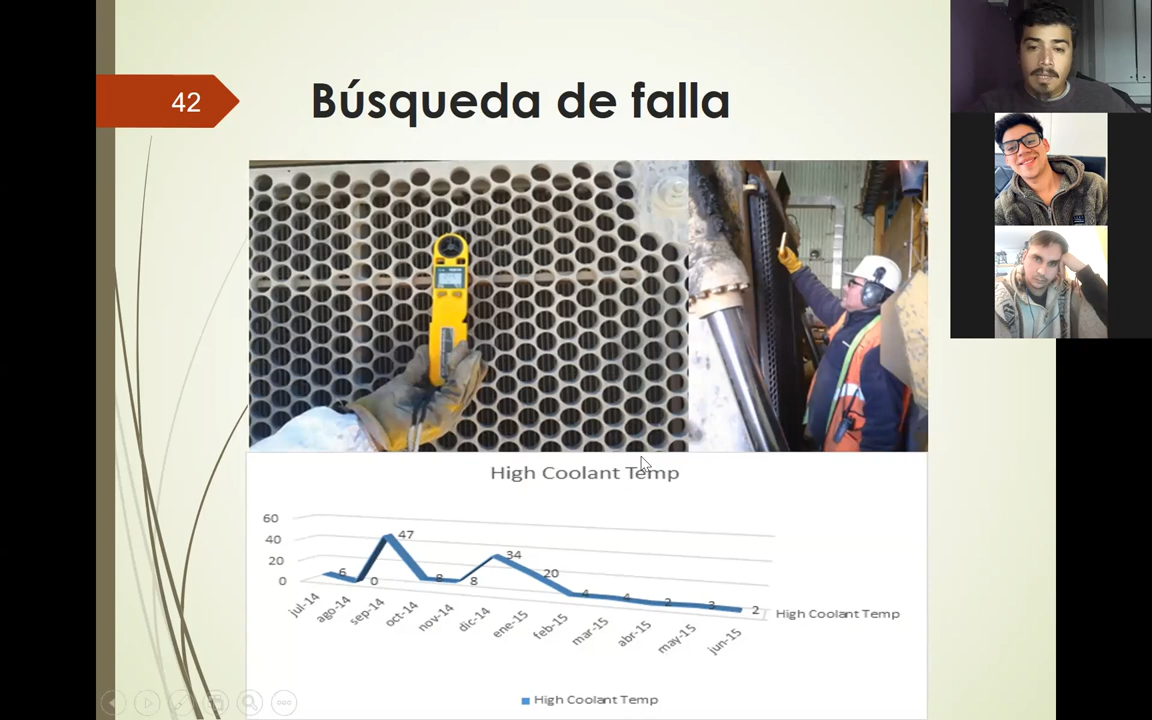 42
Búsqueda de falla
High Coolant Temp
60
40
20
0
6
0
47
8
8
34
20
4
4
2
3
2
jul-14
ago-14
sep-14
oct-14
nov-14
dic-14
ene-15
feb-15
mar-15
abr-15
may-15
jun-15
High Coolant Temp
High Coolant Temp